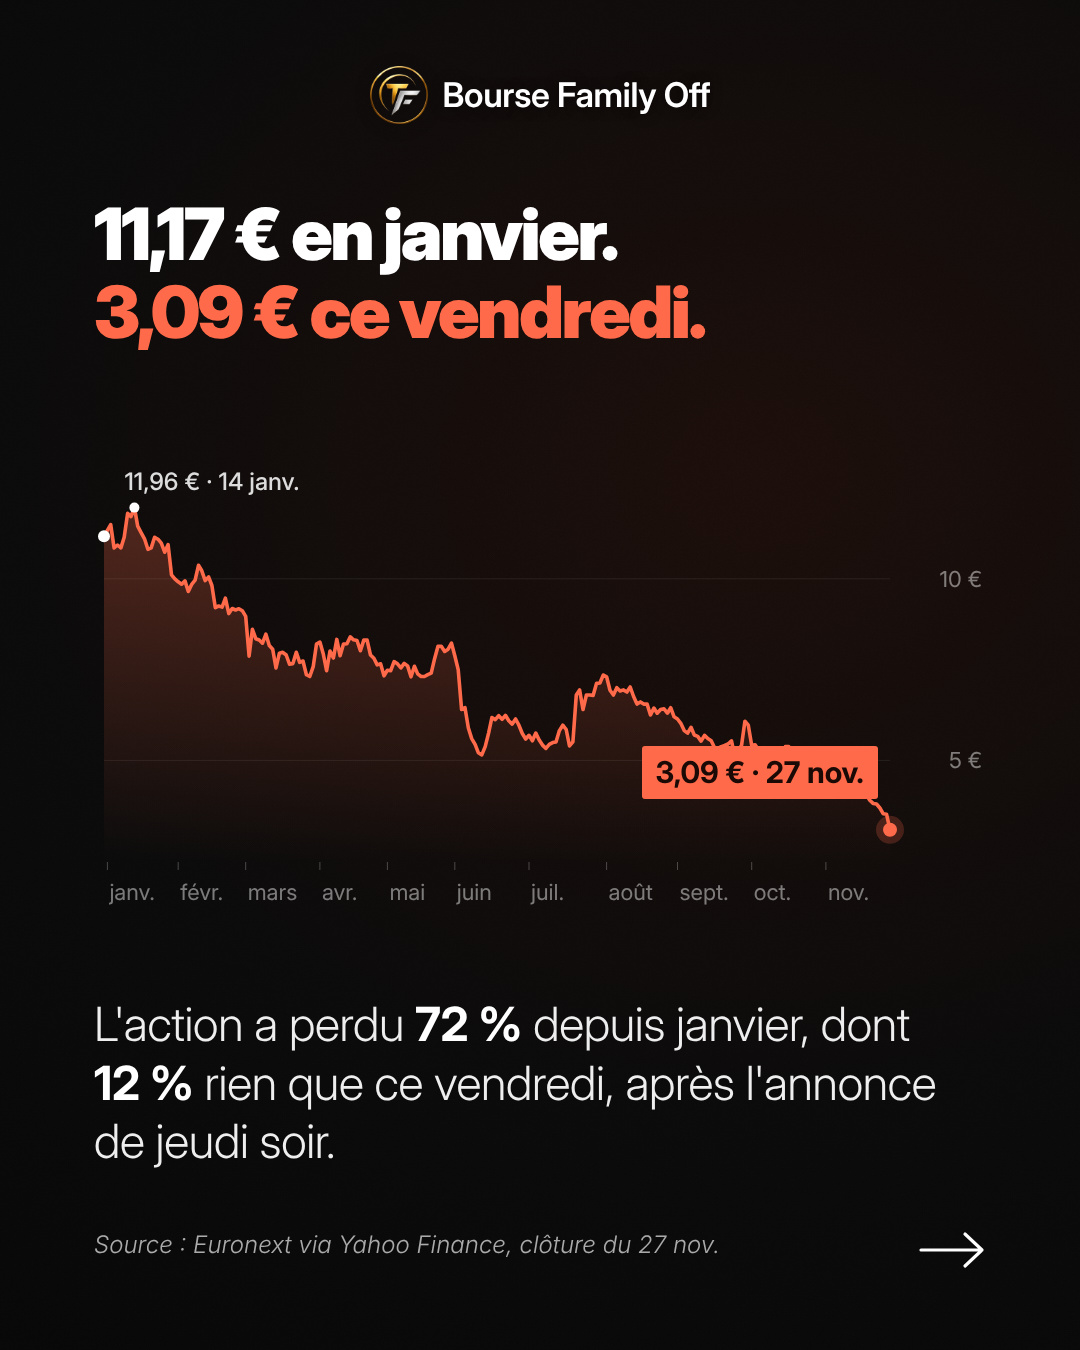 TF Bourse Family Off
11,17 € en janvier.
3,09 € ce vendredi.
11,96 € · 14 janv.
10 €
5 €
3,09 € · 27 nov.
janv. févr. mars avr. mai juin juil. août sept. oct. nov.
L'action a perdu 72 % depuis janvier, dont
12 % rien que ce vendredi, après l'annonce
de jeudi soir.
Source : Euronext via Yahoo Finance, clôture du 27 nov.